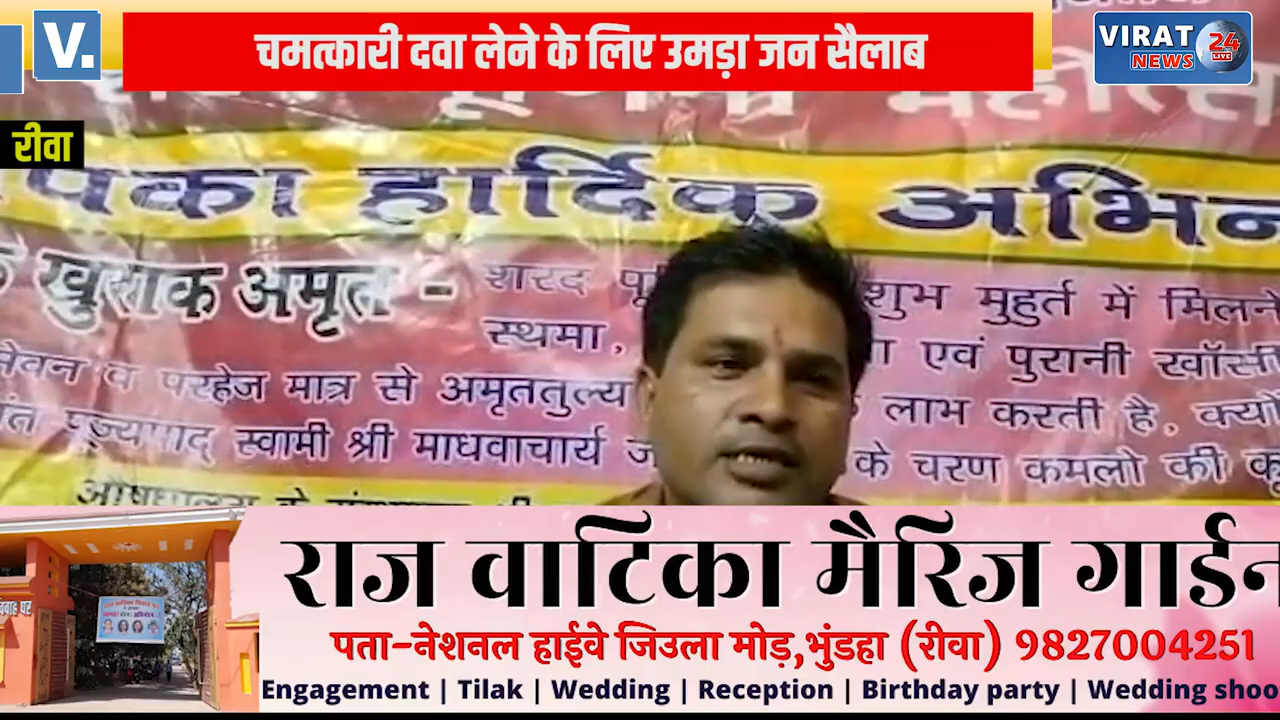 V.
चमत्कारी दवा लेने के लिए उमड़ा जन सैलाब
VIRAT
NEWS
24
LIVE
रीवा
हार्दिक
खुराक अमृत -
शरद
शुभ मुहुर्त में मिलने
स्थमा,
एवं पुरानी खॉसी
सेवन व परहेज मात्र से अमृततुल्य
लाभ करती है,
स्वामी श्री माधवाचार्य
के चरण कमलो की
राज वाटिका मैरिज गार्डन
पता-नेशनल हाईवे जिउला मोड़,भुंडहा (रीवा) 9827004251
Engagement | Tilak | Wedding | Reception | Birthday party | Wedding shoo